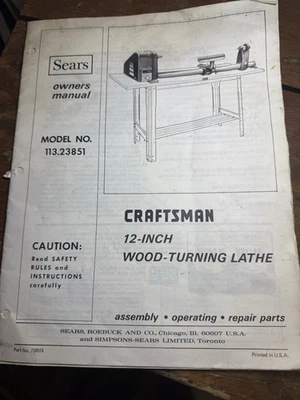 Sears
owners
manual
MODEL NO.
113.23851
CAUTION:
Read SAFETY
RULES and
INSTRUCTIONS
carefully
CRAFTSMAN
12-INCH
WOOD-TURNING LATHE
assembly • operating • repair parts
SEARS, ROEBUCK AND CO., Chicago, Ill. 60607 U.S.A.
and SIMPSONS-SEARS LIMITED, Toronto
Part No. Printed in U.S.A.